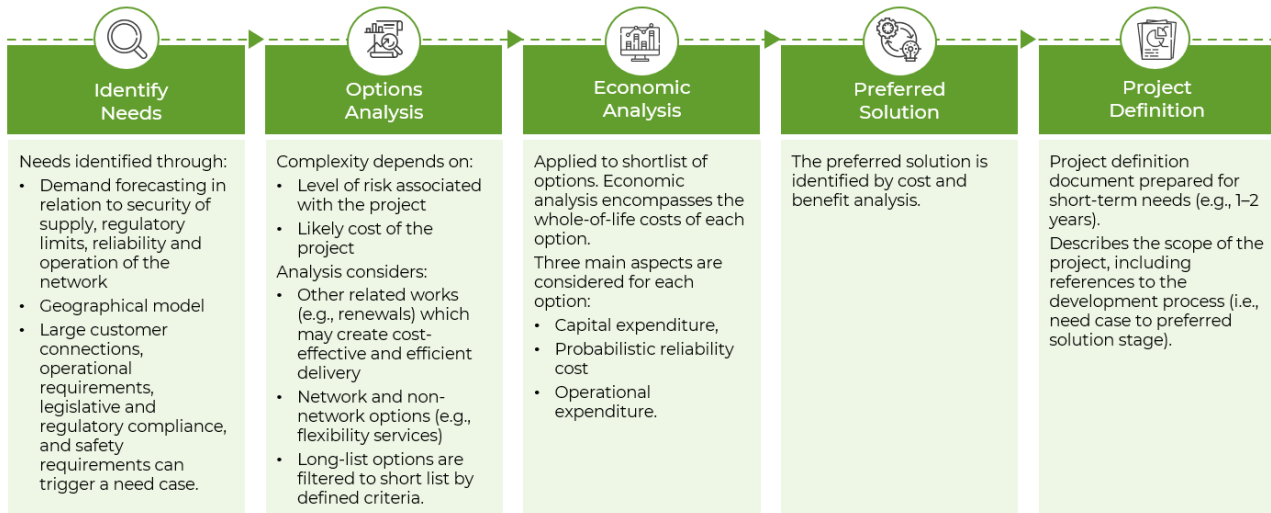 Identify
Needs
Needs identified through:
• Demand forecasting in
relation to security of
supply, regulatory
limits, reliability and
operation of the
network
• Geographical model
• Large customer
connections,
operational
requirements,
legislative and
regulatory compliance,
and safety
requirements can
trigger a need case.
Options
Analysis
Complexity depends on:
• Level of risk associated
with the project
• Likely cost of the
project
Analysis considers:
• Other related works
(e.g., renewals) which
may create cost-
effective and efficient
delivery
• Network and non-
network options (e.g.,
flexibility services)
• Long-list options are
filtered to short list by
defined criteria.
Economic
Analysis
Applied to shortlist of
options. Economic
analysis encompasses the
whole-of-life costs of each
option.
Three main aspects are
considered for each
option:
• Capital expenditure,
• Probabilistic reliability
cost
• Operational
expenditure.
Preferred
Solution
The preferred solution is
identified by cost and
benefit analysis.
Project
Definition
Project definition
document prepared for
short-term needs (e.g., 1–2
years).
Describes the scope of the
project, including
references to the
development process (i.e.,
need case to preferred
solution stage).